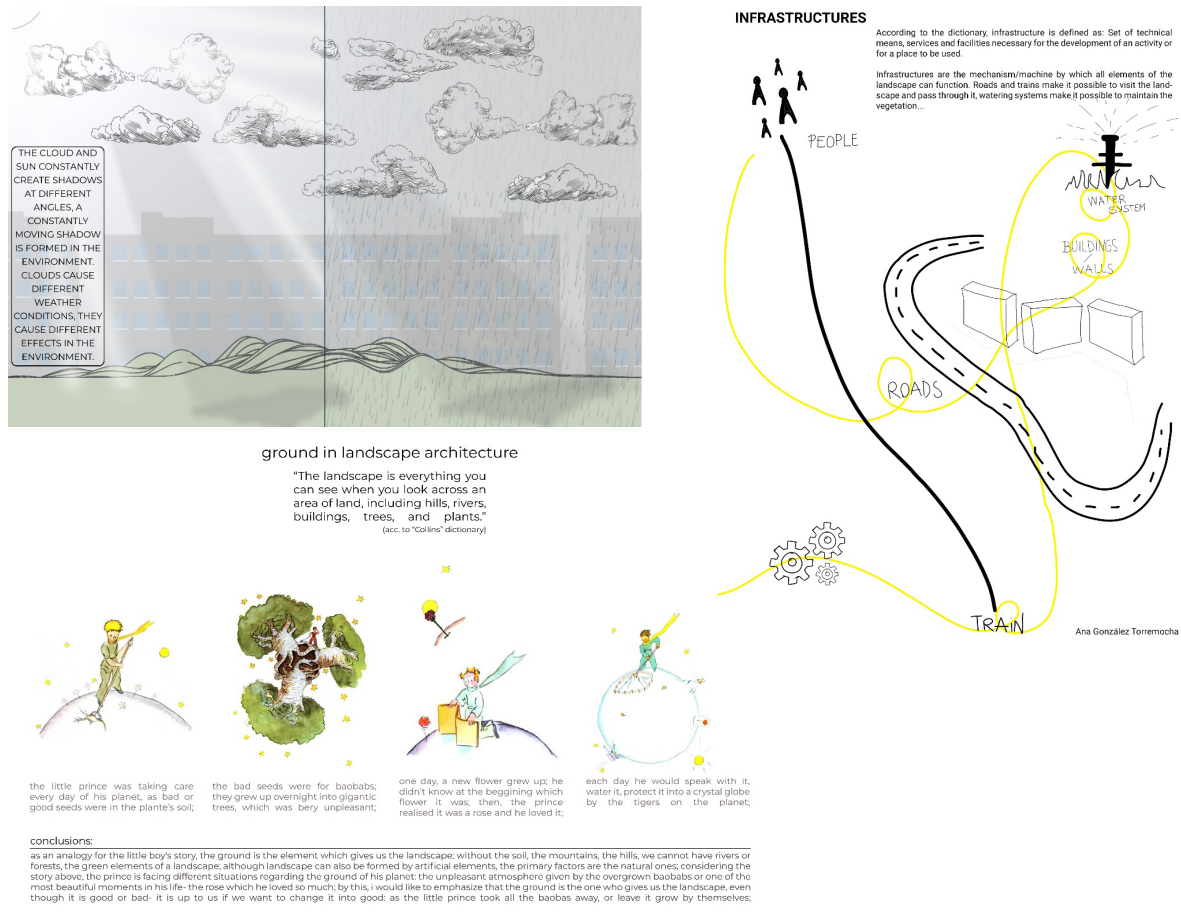 THE CLOUD AND
SUN CONSTANTLY
CREATE SHADOWS
AT DIFFERENT
ANGLES, A
CONSTANTLY
MOVING SHADOW
IS FORMED IN THE
ENVIRONMENT.
CLOUDS CAUSE
DIFFERENT
WEATHER
CONDITIONS, THEY
CAUSE DIFFERENT
EFFECTS IN THE
ENVIRONMENT.
ground in landscape architecture
“The landscape is everything you
can see when you look across an
area of land, including hills, rivers,
buildings, trees, and plants.”
(acc. to “Collins” dictionary)
the little prince was taking care
every day of his planet, as bad or
good seeds were in the plante's soil;
the bad seeds were for baobabs;
they grew up overnight into gigantic
trees, which was bery unpleasant;
one day, a new flower grew up; he
didn't know at the beggining which
flower it was; then, the prince
realised it was a rose and he loved it;
each day he would speak with it,
water it, protect it into a crystal globe
by the tigers on the planet;
conclusions:
as an analogy for the little boy's story, the ground is the element which gives us the landscape; without the soil, the mountains, the hills, we cannot have rivers or
forests, the green elements of a landscape; although landscape can also be formed by artificial elements, the primary factors are the natural ones; considering the
story above, the prince is facing different situations regarding the ground of his planet: the unpleasant atmosphere given by the overgrown baobabs or one of the
most beautiful moments in his life- the rose which he loved so much; by this, i would like to emphasize that the ground is the one who gives us the landscape, even
though it is good or bad- it is up to us if we want to change it into good: as the little prince took all the baobas away, or leave it grow by themselves;
INFRASTRUCTURES
According to the dictionary, infrastructure is defined as: Set of technical
means, services and facilities necessary for the development of an activity or
for a place to be used.
Infrastructures are the mechanism/machine by which all elements of the
landscape can function. Roads and trains make it possible to visit the land-
scape and pass through it, watering systems make it possible to maintain the
vegetation...
PEOPLE
WATER
SYSTEM
BUILDINGS
/
WALLS
ROADS
TRAIN
Ana González Torremocha